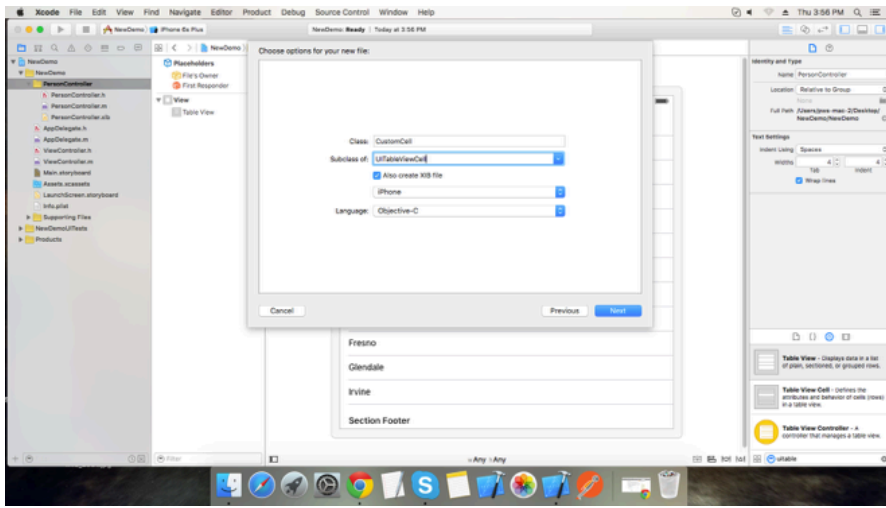 Xcode File Edit View Find Navigate Editor Product Debug Source Control Window Help Thu 3:56 PM
NewDemo iPhone 6s Plus NewDemo: Ready Today at 3:56 PM
NewDemo
NewDemo
PersonController
PersonController.h
PersonController.m
PersonController.xib
AppDelegate.h
AppDelegate.m
ViewController.h
ViewController.m
Main.storyboard
Assets.xcassets
LaunchScreen.storyboard
Info.plist
Supporting Files
NewDemoUITests
Products
NewDemo
Placeholders
File's Owner
First Responder
View
Table View
Filter
Choose options for your new file:
Class: CustomCell
Subclass of: UITableViewCell
Also create XIB file
iPhone
Language: Objective-C
Cancel Previous Next
Fresno
Glendale
Irvine
Section Footer
Any Any
Identity and Type
Name PersonController
Location Relative to Group
None
Full Path
NewDemo/NewDemo
Text Settings
Indent Using Spaces
Widths 4 4
Tab Indent
Wrap lines
Table View - Displays data in a list
of plain, sectioned, or grouped rows.
Table View Cell - Defines the
attributes and behavior of cells (rows)
in a table view.
Table View Controller - A
controller that manages a table view.
uitable